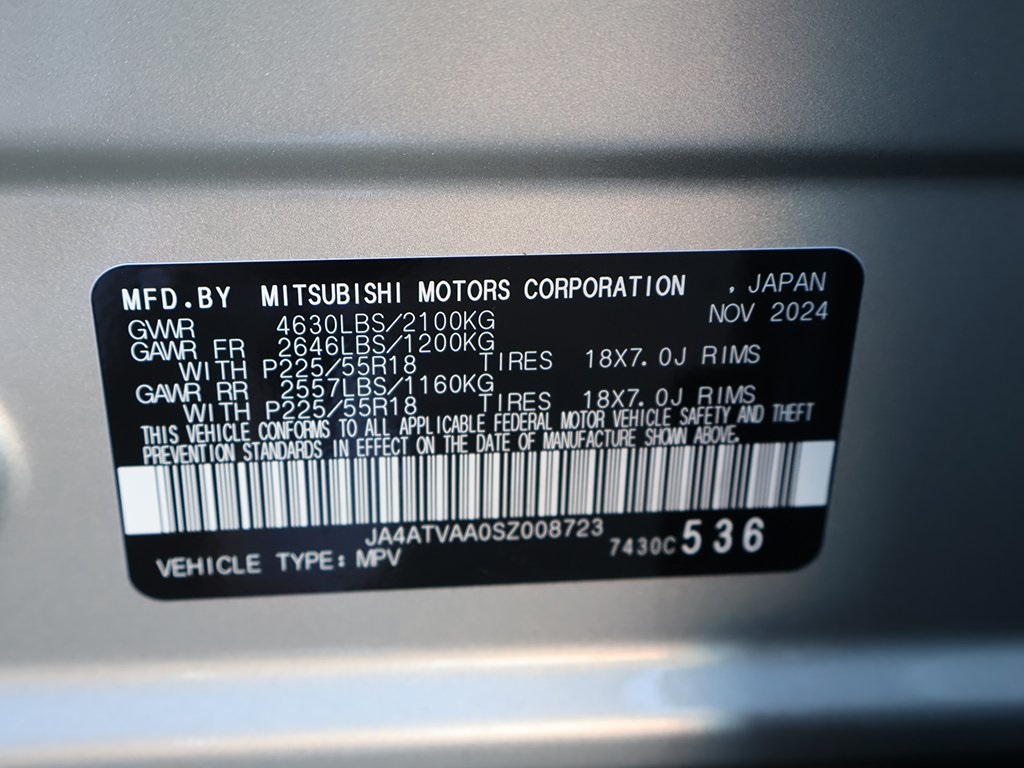 MFD.BY MITSUBISHI MOTORS CORPORATION , JAPAN
GVWR 4630LBS/2100KG NOV 2024
GAWR FR 2646LBS/1200KG
WITH P225/55R18 TIRES 18X7.0J RIMS
GAWR RR 2557LBS/1160KG
WITH P225/55R18 TIRES 18X7.0J RIMS
THIS VEHICLE CONFORMS TO ALL APPLICABLE FEDERAL MOTOR VEHICLE SAFETY AND THEFT
PREVENTION STANDARDS IN EFFECT ON THE DATE OF MANUFACTURE SHOWN ABOVE.
JA4ATVAA0SZ008723
VEHICLE TYPE: MPV 7430C536